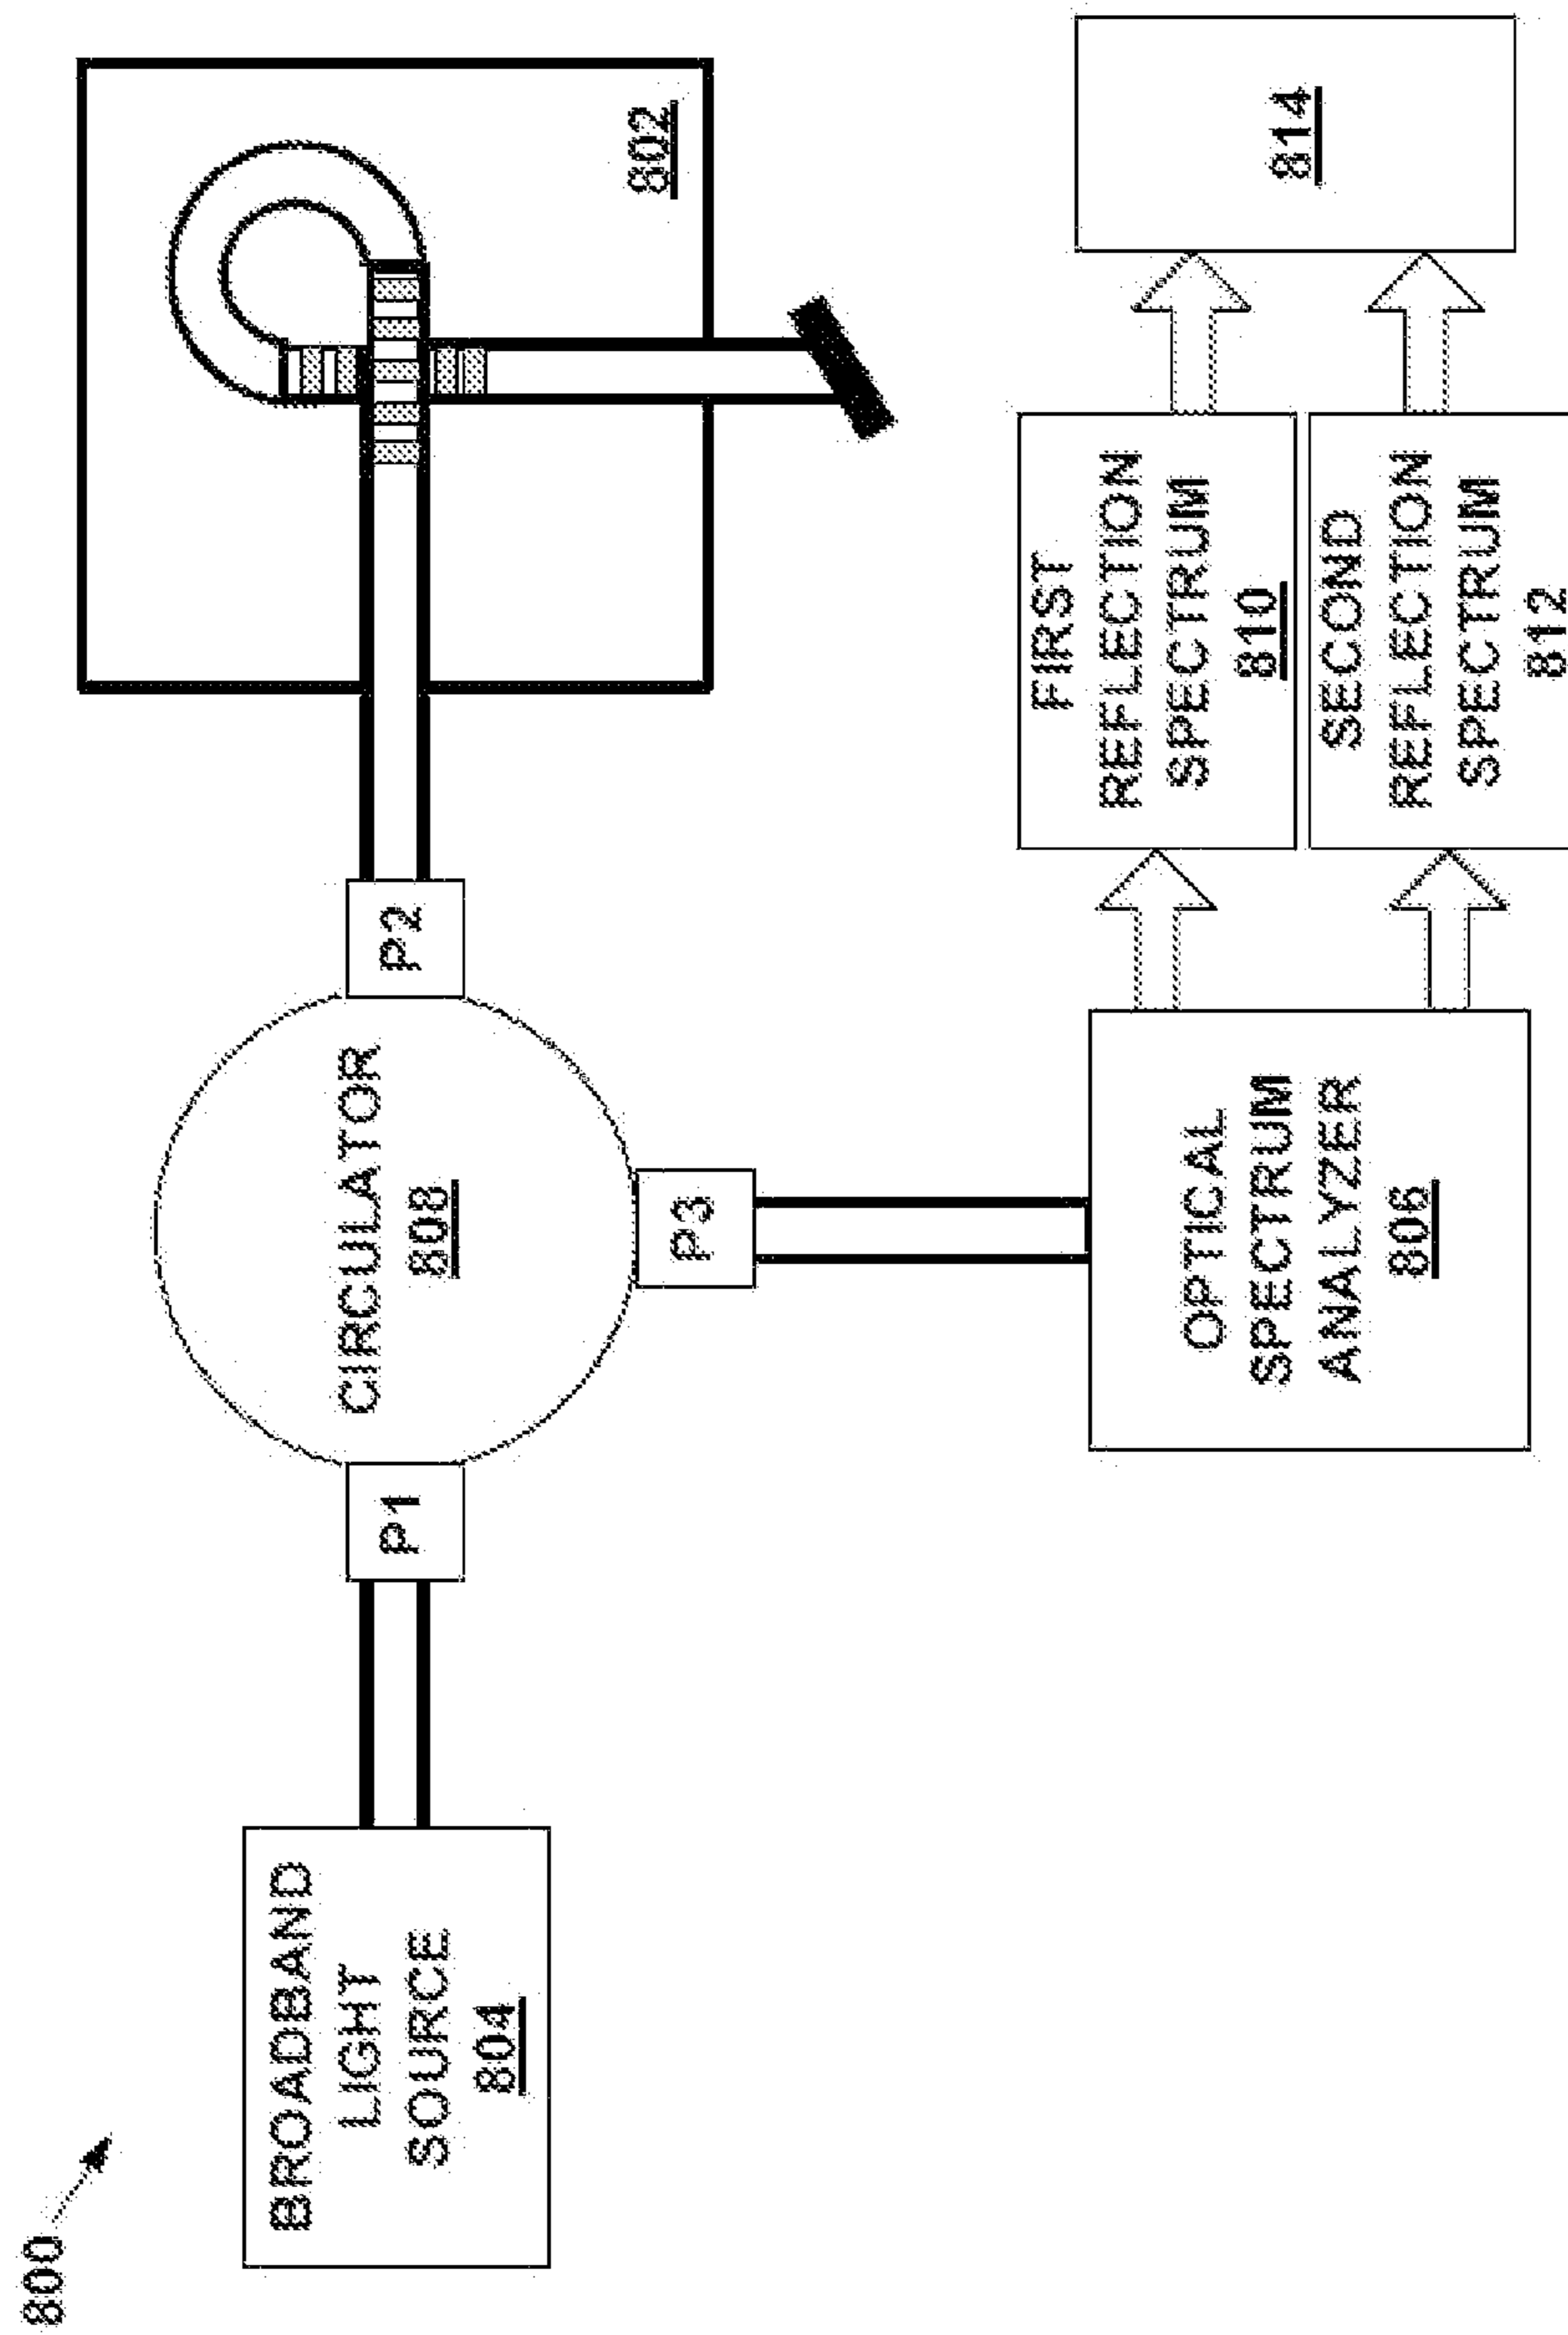 800
BROADBAND
LIGHT
SOURCE
804
P1
CIRCULATOR
808
P2
802
P3
OPTICAL
SPECTRUM
ANALYZER
806
FIRST
REFLECTION
SPECTRUM
810
SECOND
REFLECTION
SPECTRUM
812
814